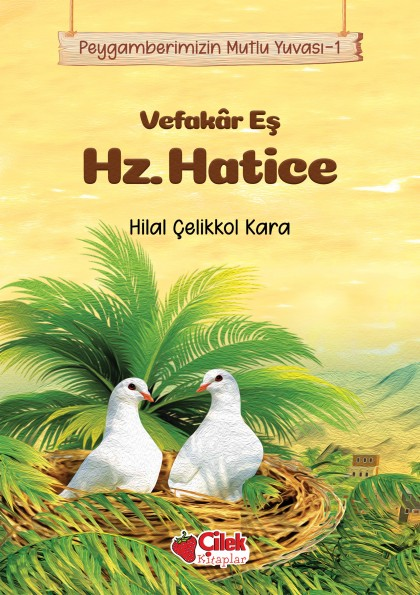 Peygamberimizin Mutlu Yuvası-1
Vefakâr Eş
Hz. Hatice
Hilal Çelikkol Kara
Çilek
Kitaplar